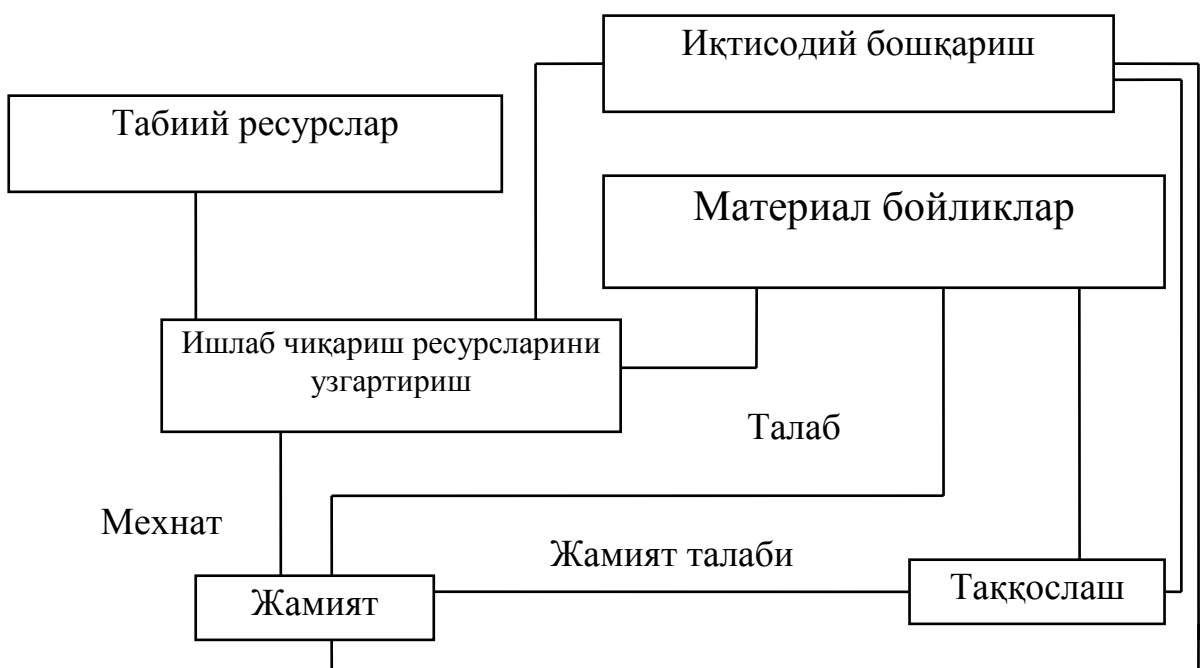 Иқтисодий бошқариш
Табиий ресурслар
Материал бойликлар
Ишлаб чиқариш ресурсларини
узгартириш
Талаб
Мехнат
Жамият талаби
Жамият
Таққослаш